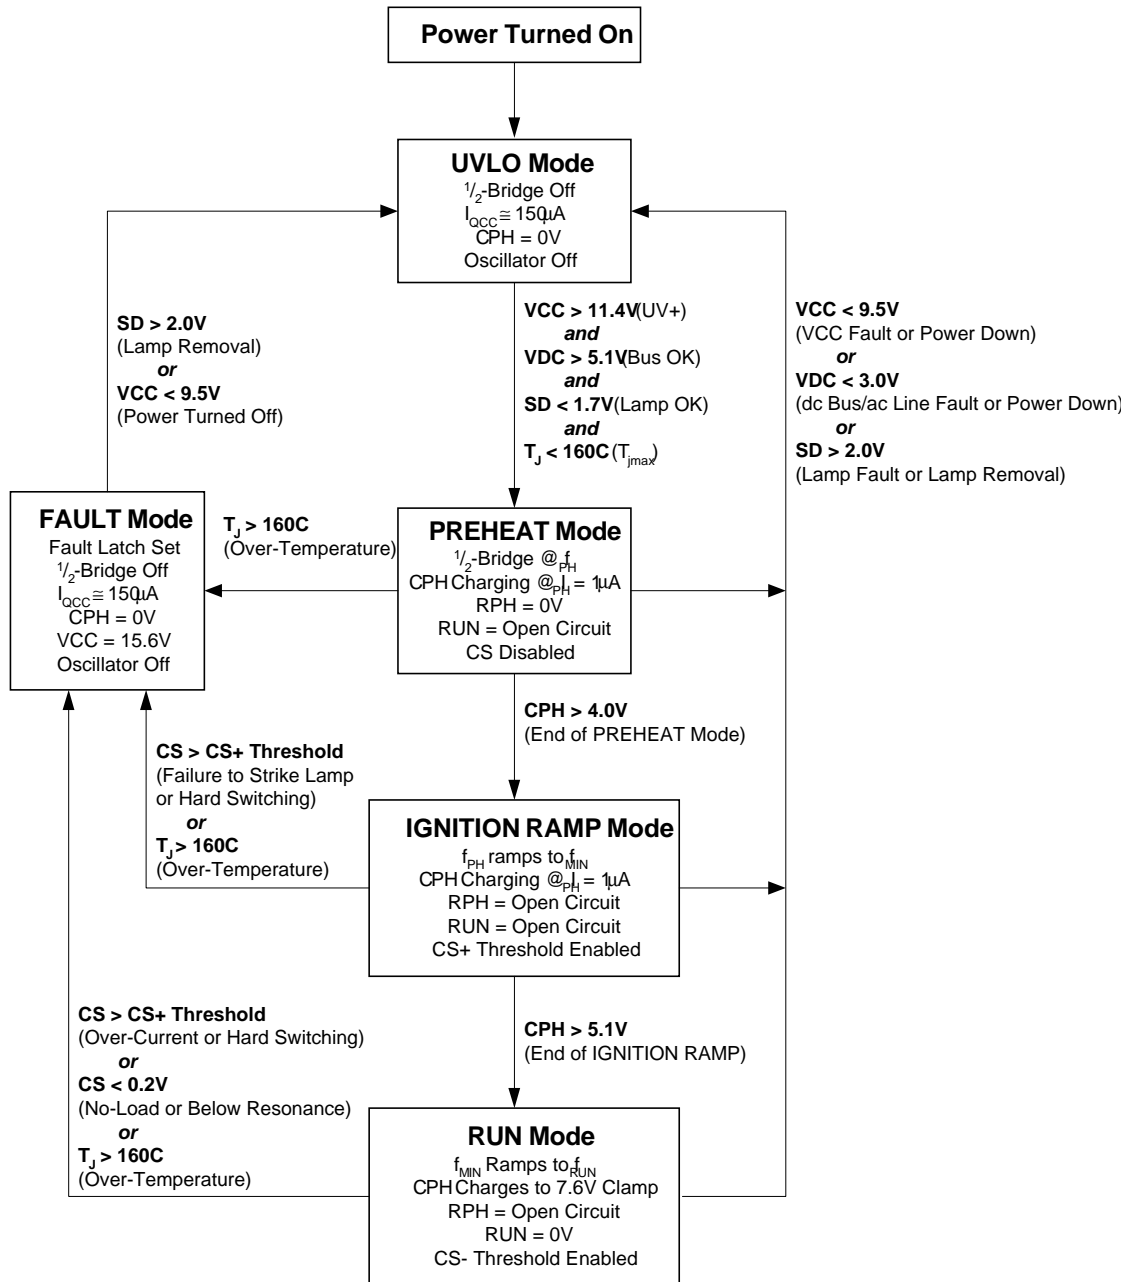 Power Turned On
UVLO Mode
1/2-Bridge Off
IQCC ≅ 150µA
CPH = 0V
Oscillator Off
SD > 2.0V
(Lamp Removal)
or
VCC < 9.5V
(Power Turned Off)
VCC > 11.4V (UV+)
and
VDC > 5.1V (Bus OK)
and
SD < 1.7V (Lamp OK)
and
TJ < 160C (Tjmax)
VCC < 9.5V
(VCC Fault or Power Down)
or
VDC < 3.0V
(dc Bus/ac Line Fault or Power Down)
or
SD > 2.0V
(Lamp Fault or Lamp Removal)
FAULT Mode
Fault Latch Set
1/2-Bridge Off
IQCC ≅ 150µA
CPH = 0V
VCC = 15.6V
Oscillator Off
TJ > 160C
(Over-Temperature)
PREHEAT Mode
1/2-Bridge @ fPH
CPH Charging @ IPH = 1µA
RPH = 0V
RUN = Open Circuit
CS Disabled
CPH > 4.0V
(End of PREHEAT Mode)
CS > CS+ Threshold
(Failure to Strike Lamp
or Hard Switching)
or
TJ > 160C
(Over-Temperature)
IGNITION RAMP Mode
fPH ramps to fMIN
CPH Charging @ IPH = 1µA
RPH = Open Circuit
RUN = Open Circuit
CS+ Threshold Enabled
CPH > 5.1V
(End of IGNITION RAMP)
CS > CS+ Threshold
(Over-Current or Hard Switching)
or
CS < 0.2V
(No-Load or Below Resonance)
or
TJ > 160C
(Over-Temperature)
RUN Mode
fMIN Ramps to fRUN
CPH Charges to 7.6V Clamp
RPH = Open Circuit
RUN = 0V
CS- Threshold Enabled